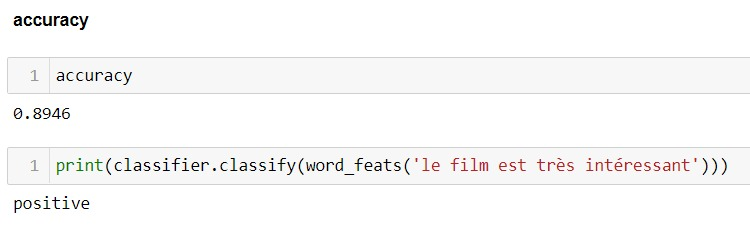 accuracy
1 accuracy
0.8946
1 print(classifier.classify(word_feats('le film est très intéressant')))
positive